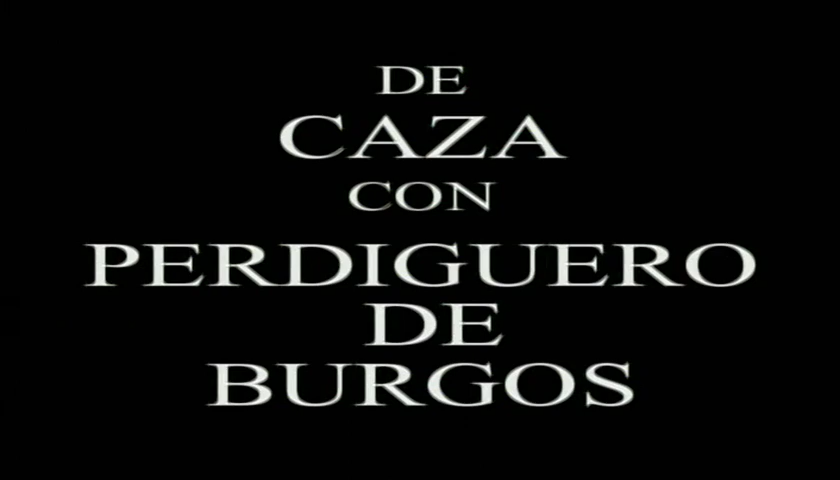 DE
CAZA
CON
PERDIGUERO
DE
BURGOS